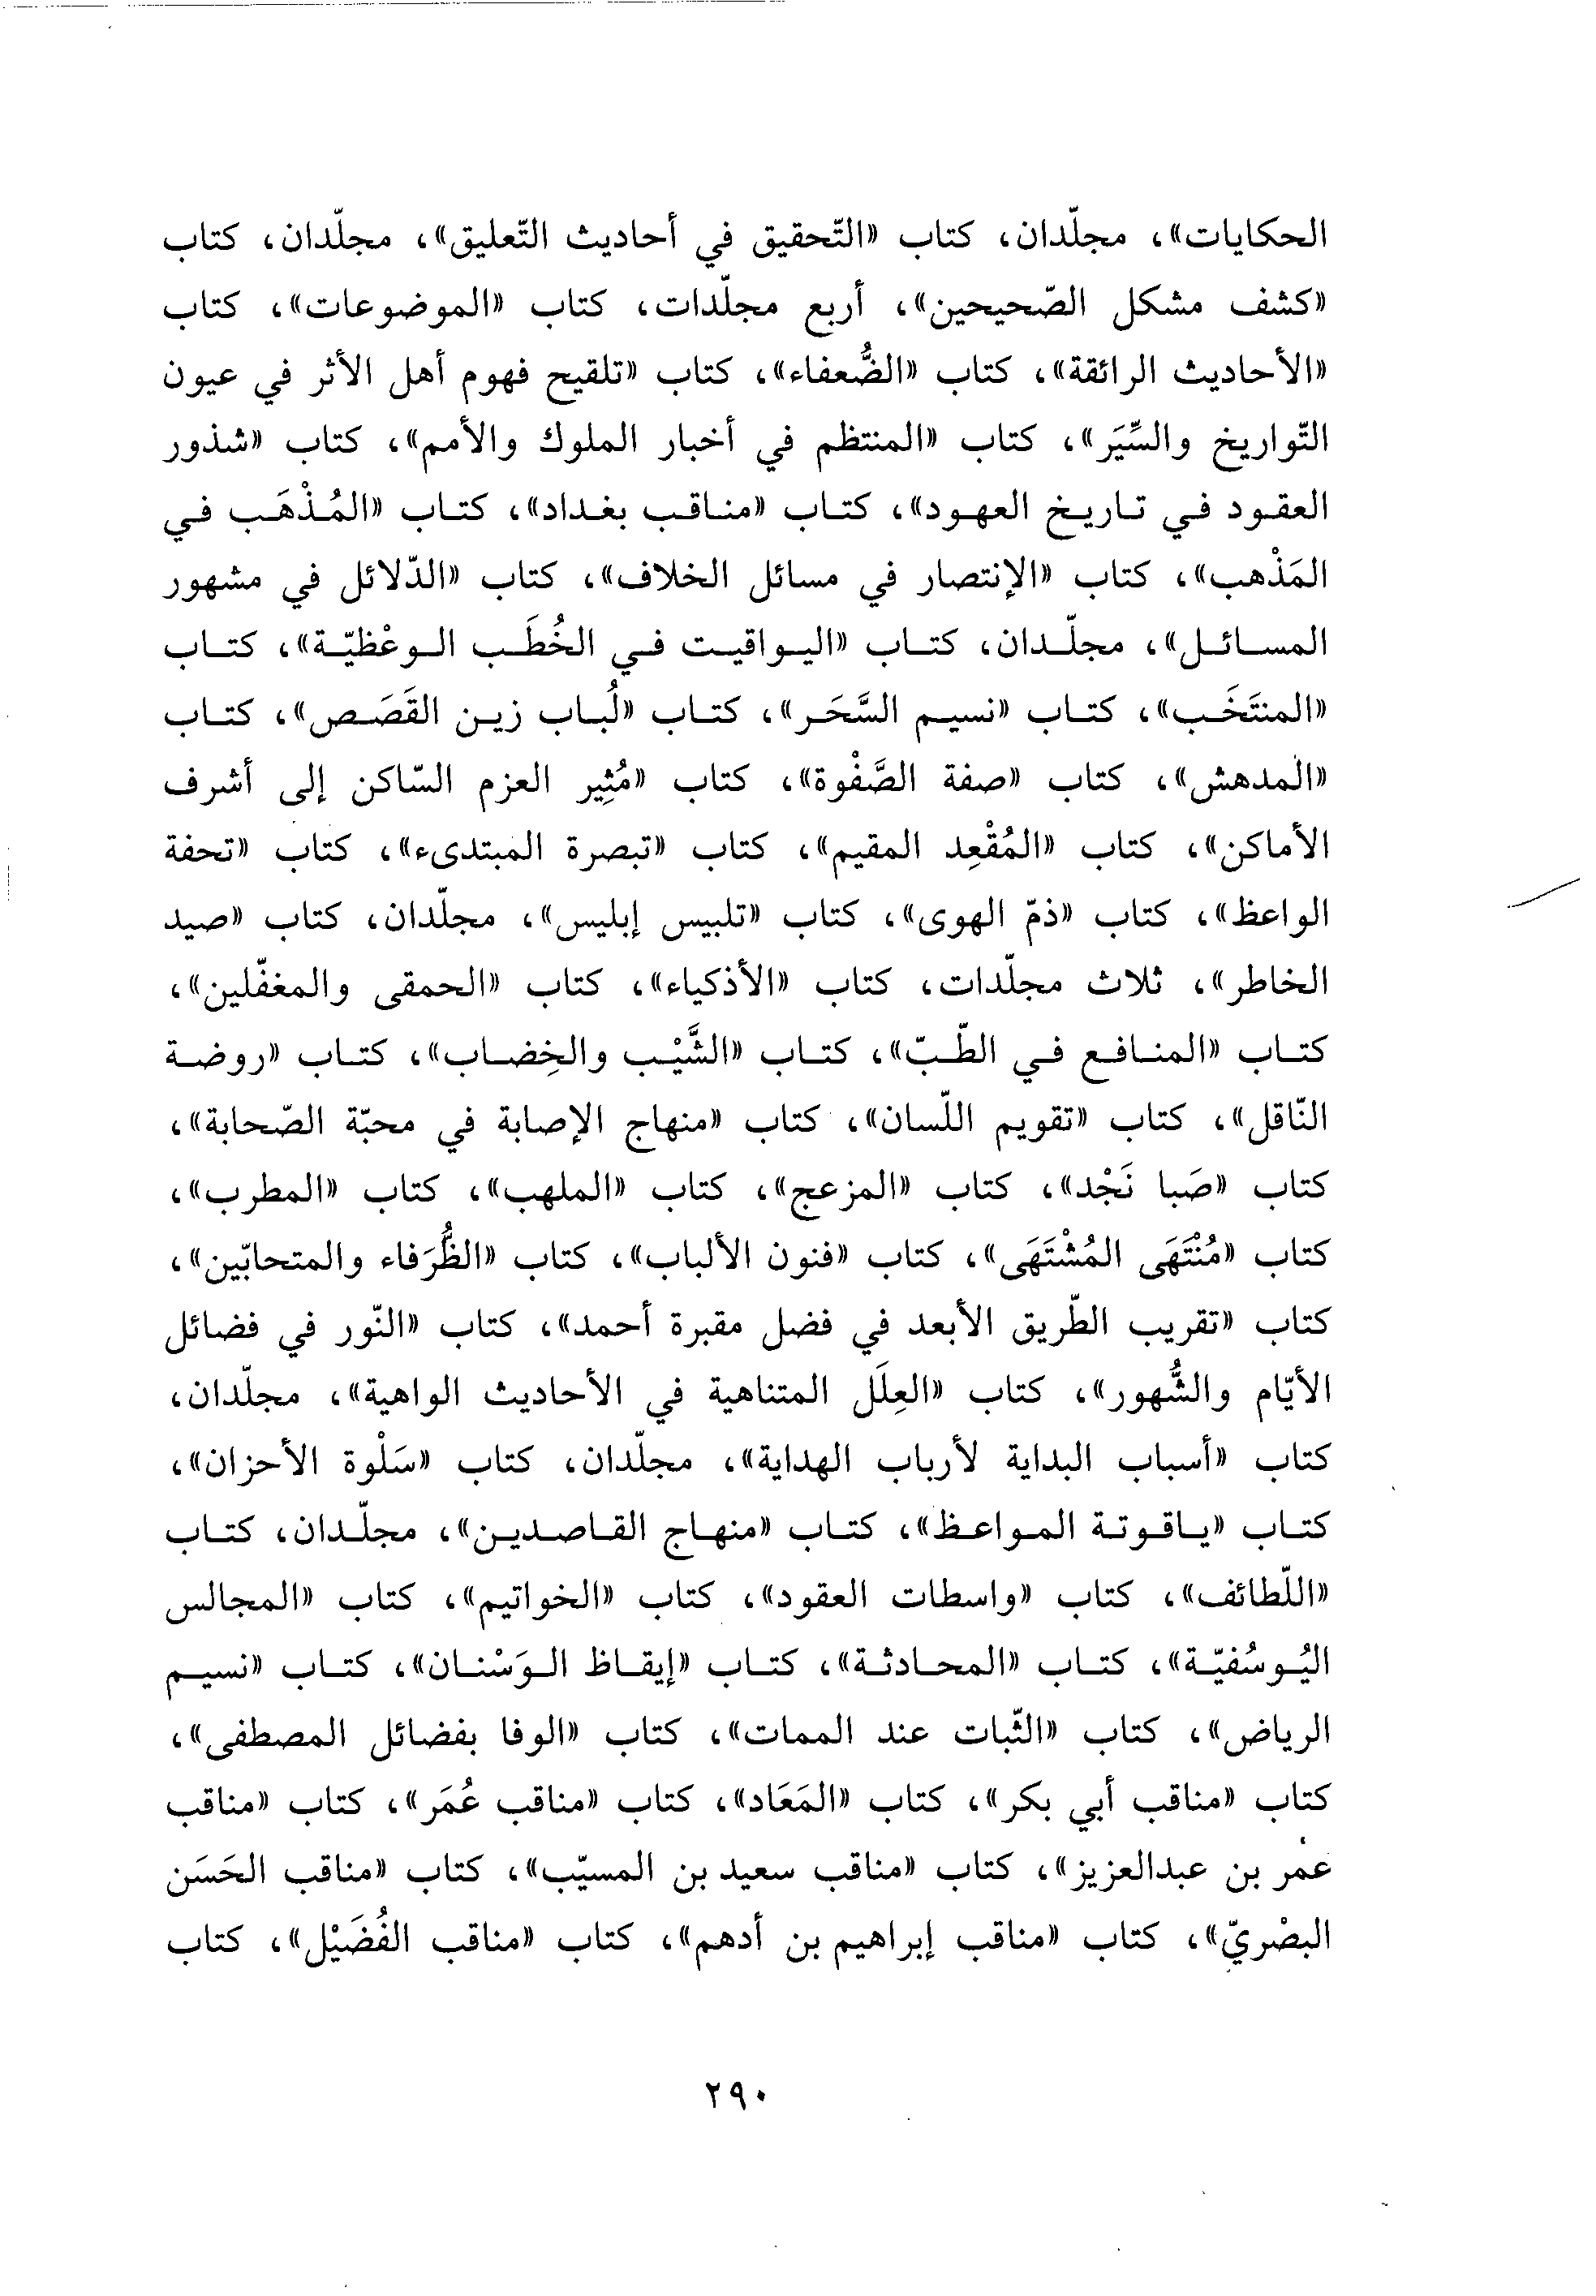 الحكايات»، مجلّدان، كتاب «التّحقيق في أحاديث التّعليق»، مجلّدان، كتاب
«كشف مشكل الصّحيحين»، أربع مجلّدات، كتاب «الموضوعات»، كتاب
«الأحاديث الرائقة»، كتاب «الضُّعفاء»، كتاب «تلقيح فهوم أهل الأثر في عيون
التّواريخ والسِّيَر»، كتاب «المنتظم في أخبار الملوك والأمم»، كتاب «شذور
العقود في تاريخ العهود»، كتاب «مناقب بغداد»، كتاب «المُذْهَب في
المَذْهب»، كتاب «الإنتصار في مسائل الخلاف»، كتاب «الدّلائل في مشهور
المسائل»، مجلّدان، كتاب «اليواقيت في الخُطَب الوعْظيّة»، كتاب
«المنتَخَب»، كتاب «نسيم السَّحَر»، كتاب «لُباب زين القَصَص»، كتاب
«المدهش»، كتاب «صفة الصَّفْوة»، كتاب «مُثِير العزم السّاكن إلى أشرف
الأماكن»، كتاب «المُقْعِد المقيم»، كتاب «تبصرة المبتدىء»، كتاب «تحفة
الواعظ»، كتاب «ذمّ الهوى»، كتاب «تلبيس إبليس»، مجلّدان، كتاب «صيد
الخاطر»، ثلاث مجلّدات، كتاب «الأذكياء»، كتاب «الحمقى والمغفّلين»،
كتاب «المنافع في الطّبّ»، كتاب «الشَّيْب والخِضاب»، كتاب «روضة
النّاقل»، كتاب «تقويم اللّسان»، كتاب «منهاج الإصابة في محبّة الصّحابة»،
كتاب «صَبا نَجْد»، كتاب «المزعج»، كتاب «الملهب»، كتاب «المطرب»،
كتاب «مُنْتَهَى المُشْتَهَى»، كتاب «فنون الألباب»، كتاب «الظُّرَفاء والمتحابّين»،
كتاب «تقريب الطّريق الأبعد في فضل مقبرة أحمد»، كتاب «النّور في فضائل
الأيّام والشُّهور»، كتاب «العِلَل المتناهية في الأحاديث الواهية»، مجلّدان،
كتاب «أسباب البداية لأرباب الهداية»، مجلّدان، كتاب «سَلْوة الأحزان»،
كتاب «ياقوتة المواعظ»، كتاب «منهاج القاصدين»، مجلّدان، كتاب
«اللّطائف»، كتاب «واسطات العقود»، كتاب «الخواتيم»، كتاب «المجالس
اليُوسُفيّة»، كتاب «المحادثة»، كتاب «إيقاظ الوَسْنان»، كتاب «نسيم
الرياض»، كتاب «الثّبات عند الممات»، كتاب «الوفا بفضائل المصطفى»،
كتاب «مناقب أبي بكر»، كتاب «المَعَاد»، كتاب «مناقب عُمَر»، كتاب «مناقب
عمر بن عبدالعزيز»، كتاب «مناقب سعيد بن المسيّب»، كتاب «مناقب الحَسَن
البصْريّ»، كتاب «مناقب إبراهيم بن أدهم»، كتاب «مناقب الفُضَيْل»، كتاب
٢٩٠